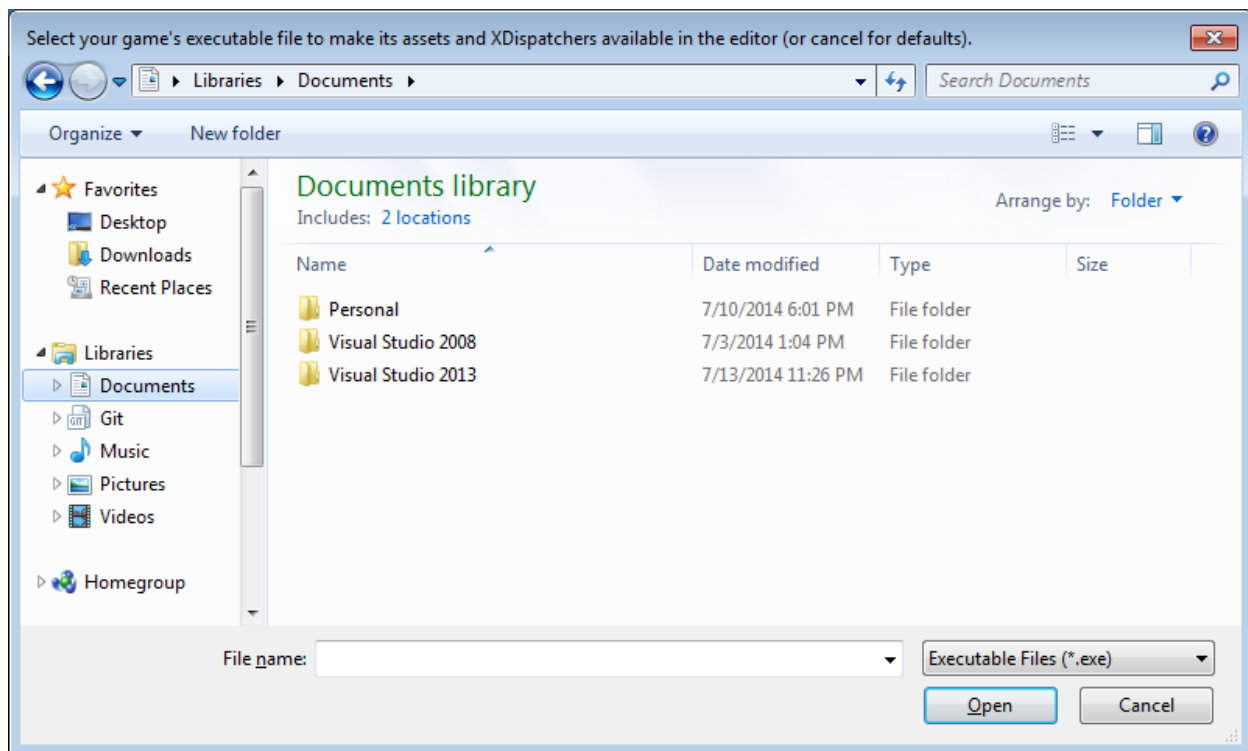 Select your game's executable file to make its assets and XDispatchers available in the editor (or cancel for defaults).
Libraries Documents
Search Documents
Organize New folder
Favorites
Desktop
Downloads
Recent Places
Libraries
Documents
Git
Music
Pictures
Videos
Homegroup
Documents library
Includes: 2 locations
Arrange by: Folder
Name Date modified Type Size
Personal 7/10/2014 6:01 PM File folder
Visual Studio 2008 7/3/2014 1:04 PM File folder
Visual Studio 2013 7/13/2014 11:26 PM File folder
File name: Executable Files (*.exe)
Open Cancel